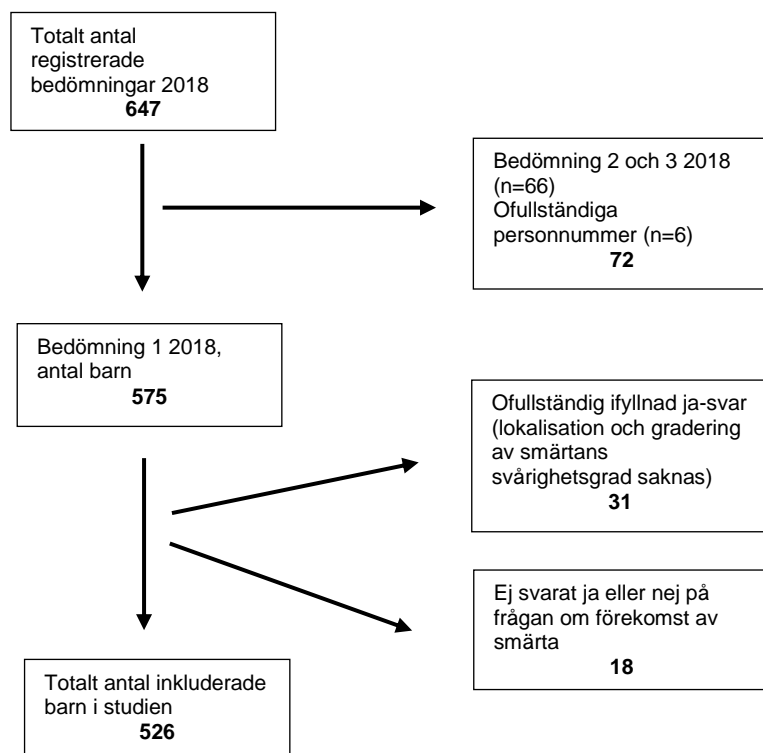 Totalt antal
registrerade
bedömningar 2018
647
Bedömning 2 och 3 2018
(n=66)
Ofullständiga
personnummer (n=6)
72
Bedömning 1 2018,
antal barn
575
Ofullständig ifyllnad ja-svar
(lokalisation och gradering
av smärtans
svårighetsgrad saknas)
31
Ej svarat ja eller nej på
frågan om förekomst av
smärta
18
Totalt antal inkluderade
barn i studien
526